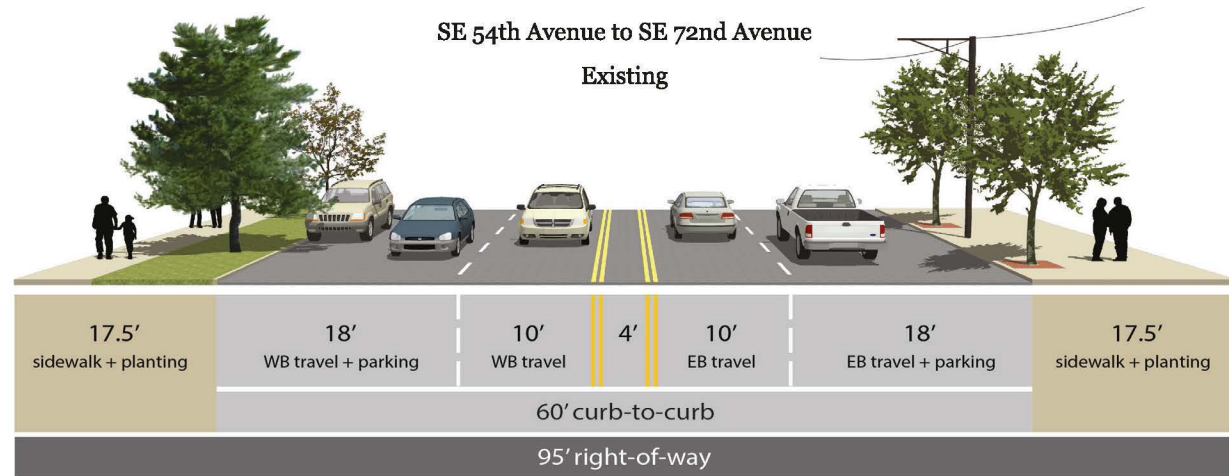 SE 54th Avenue to SE 72nd Avenue
Existing
17.5′
sidewalk + planting
18′
WB travel + parking
10′
WB travel
4′
10′
EB travel
18′
EB travel + parking
17.5′
sidewalk + planting
60′ curb-to-curb
95′ right-of-way